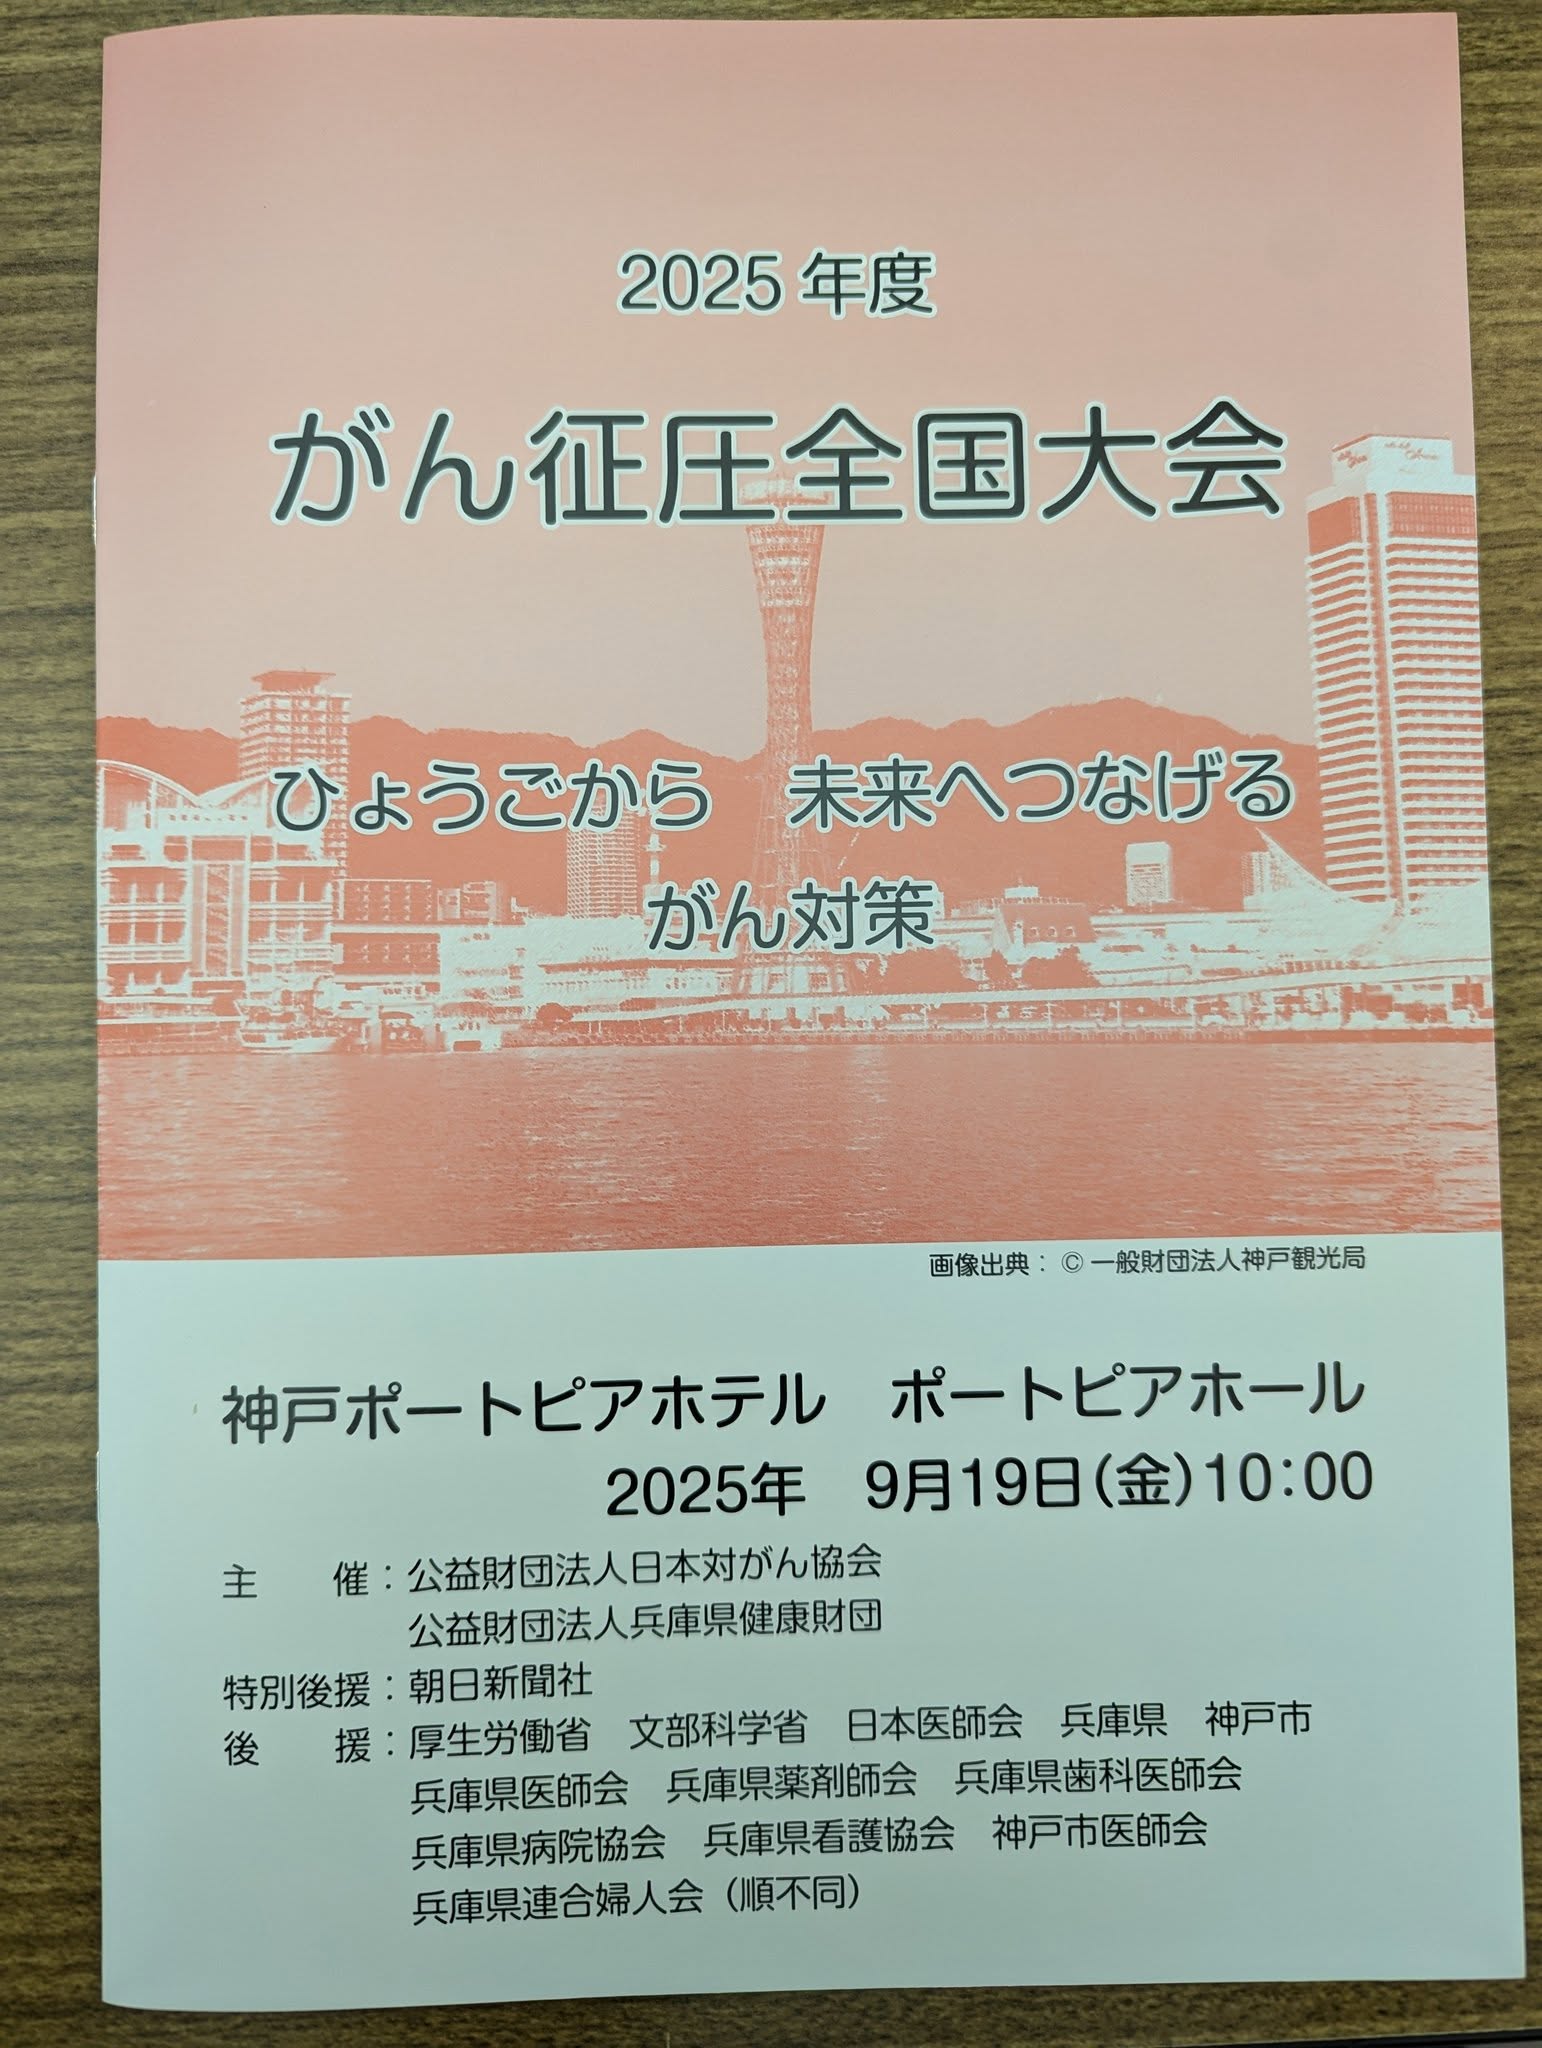 2025年度
がん征圧全国大会
ひょうごから　未来へつなげる
がん対策
画像出典：© 一般財団法人神戸観光局
神戸ポートピアホテル　ポートピアホール
2025年　9月19日(金)10:00
主　　催：公益財団法人日本対がん協会
公益財団法人兵庫県健康財団
特別後援：朝日新聞社
後　　援：厚生労働省　文部科学省　日本医師会　兵庫県　神戸市
兵庫県医師会　兵庫県薬剤師会　兵庫県歯科医師会
兵庫県病院協会　兵庫県看護協会　神戸市医師会
兵庫県連合婦人会（順不同）